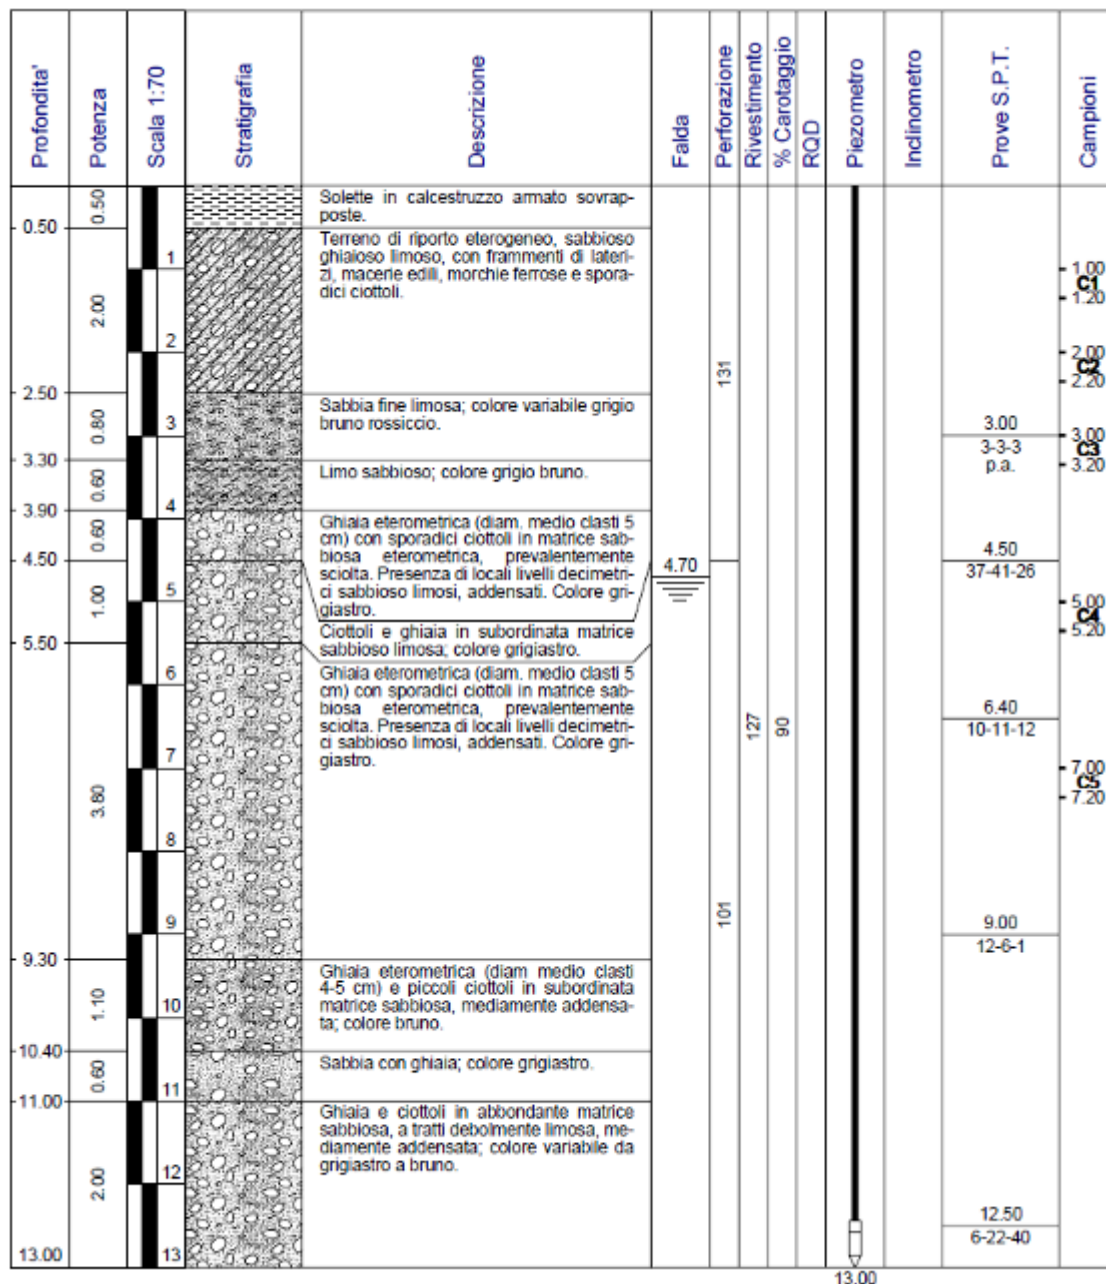 Profondita'
Potenza
Scala 1:70
Stratigrafia
Descrizione
Falda
Perforazione
Rivestimento
% Carotaggio
RQD
Piezometro
Inclinometro
Prove S.P.T.
Campioni
0.50
0.50
1
Solette in calcestruzzo armato sovrap-
poste.
2.00
2.50
2
Terreno di riporto eterogeneo, sabbioso
ghiaioso limoso, con frammenti di lateri-
zi, macerie edili, morchie ferrose e spora-
dici ciottoli.
0.80
3.30
3
Sabbia fine limosa; colore variabile grigio
bruno rossiccio.
0.60
3.90
4
Limo sabbioso; colore grigio bruno.
0.60
4.50
Ghiaia eterometrica (diam. medio clasti 5
cm) con sporadici ciottoli in matrice sab-
biosa eterometrica, prevalentemente
sciolta. Presenza di locali livelli decimetri-
ci sabbioso limosi, addensati. Colore gri-
giastro.
1.00
5.50
5
Ciottoli e ghiaia in subordinata matrice
sabbioso limosa; colore grigiastro.
3.80
9.30
6
7
8
9
Ghiaia eterometrica (diam. medio clasti 5
cm) con sporadici ciottoli in matrice sab-
biosa eterometrica, prevalentemente
sciolta. Presenza di locali livelli decimetri-
ci sabbioso limosi, addensati. Colore gri-
giastro.
1.10
10.40
10
Ghiaia eterometrica (diam medio clasti
4-5 cm) e piccoli ciottoli in subordinata
matrice sabbiosa, mediamente addensa-
ta; colore bruno.
0.60
11.00
11
Sabbia con ghiaia; colore grigiastro.
2.00
13.00
12
13
Ghiaia e ciottoli in abbondante matrice
sabbiosa, a tratti debolmente limosa, me-
diamente addensata; colore variabile da
grigiastro a bruno.
4.70
131
101
127
90
13.00
3.00
3-3-3
p.a.
4.50
37-41-26
6.40
10-11-12
9.00
12-6-1
12.50
6-22-40
1.00
C1
1.20
2.00
C2
2.20
3.00
C3
3.20
5.00
C4
5.20
7.00
C5
7.20